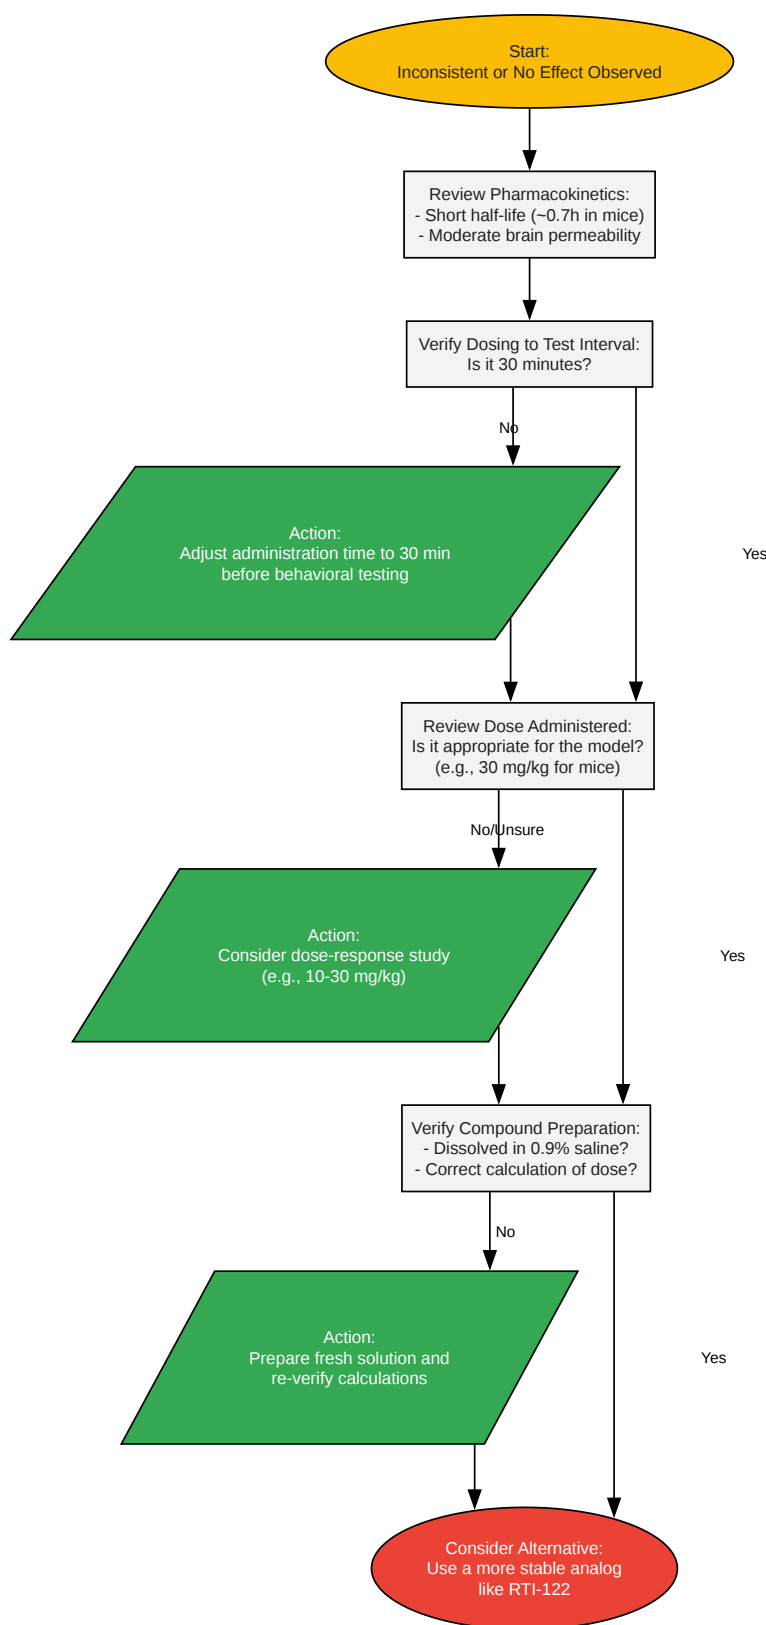 Start:
Inconsistent or No Effect Observed
Review Pharmacokinetics:
- Short half-life (~0.7h in mice)
- Moderate brain permeability
Verify Dosing to Test Interval:
Is it 30 minutes?
No
Action:
Adjust administration time to 30 min
before behavioral testing
Yes
Review Dose Administered:
Is it appropriate for the model?
(e.g., 30 mg/kg for mice)
No/Unsure
Action:
Consider dose-response study
(e.g., 10-30 mg/kg)
Yes
Verify Compound Preparation:
- Dissolved in 0.9% saline?
- Correct calculation of dose?
No
Action:
Prepare fresh solution and
re-verify calculations
Yes
Consider Alternative:
Use a more stable analog
like RTI-122